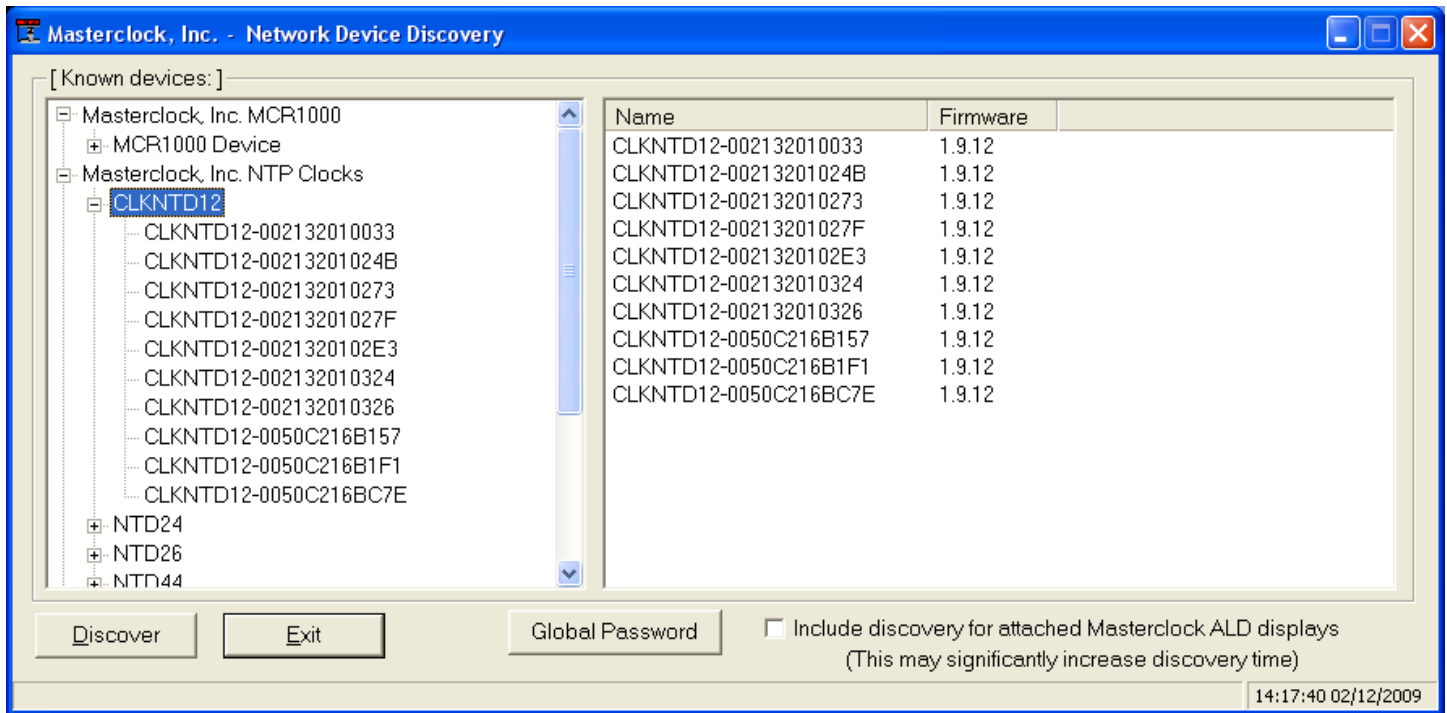 Masterclock, Inc. - Network Device Discovery
[ Known devices: ]
Masterclock, Inc. MCR1000
MCR1000 Device
Masterclock, Inc. NTP Clocks
CLKNTD12
CLKNTD12-002132010033
CLKNTD12-00213201024B
CLKNTD12-002132010273
CLKNTD12-00213201027F
CLKNTD12-0021320102E3
CLKNTD12-002132010324
CLKNTD12-002132010326
CLKNTD12-0050C216B157
CLKNTD12-0050C216B1F1
CLKNTD12-0050C216BC7E
NTD24
NTD26
NTD44
Name Firmware
CLKNTD12-002132010033 1.9.12
CLKNTD12-00213201024B 1.9.12
CLKNTD12-002132010273 1.9.12
CLKNTD12-00213201027F 1.9.12
CLKNTD12-0021320102E3 1.9.12
CLKNTD12-002132010324 1.9.12
CLKNTD12-002132010326 1.9.12
CLKNTD12-0050C216B157 1.9.12
CLKNTD12-0050C216B1F1 1.9.12
CLKNTD12-0050C216BC7E 1.9.12
Discover Exit Global Password Include discovery for attached Masterclock ALD displays
(This may significantly increase discovery time)
14:17:40 02/12/2009